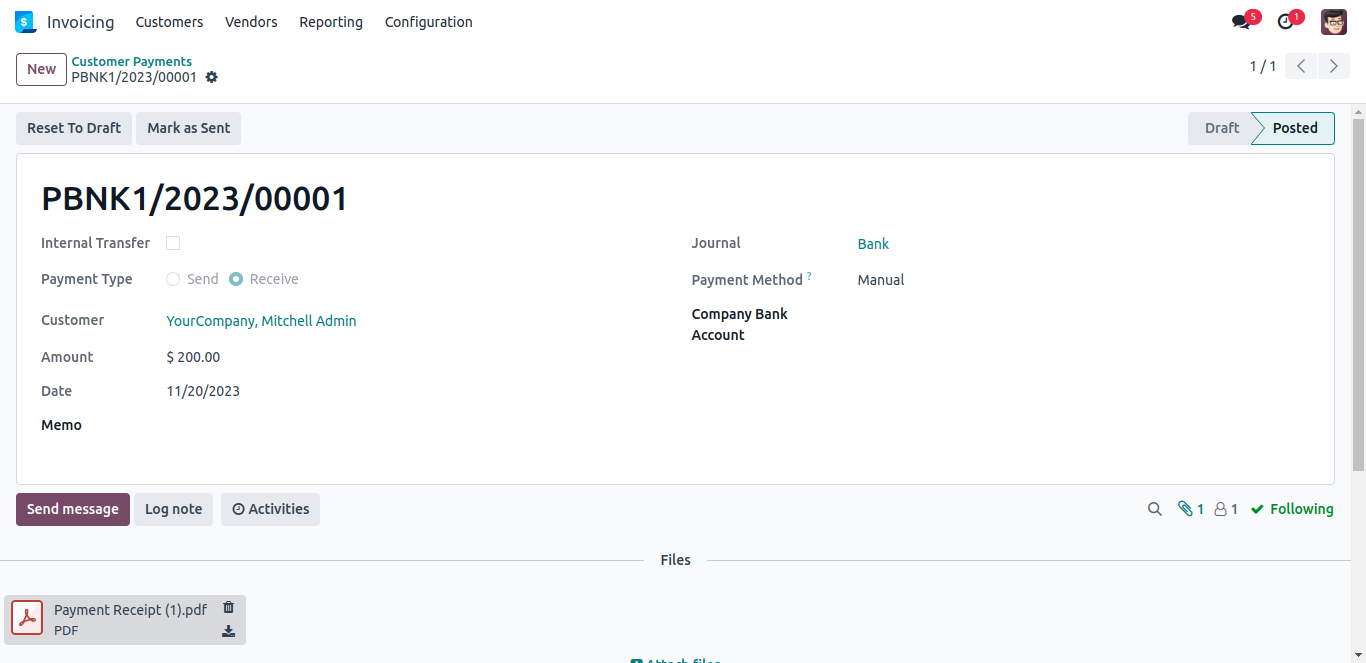 Invoicing Customers Vendors Reporting Configuration 5 1
New Customer Payments
PBNK1/2023/00001
1 / 1
Reset To Draft Mark as Sent Draft Posted
PBNK1/2023/00001
Internal Transfer
Payment Type Send Receive
Customer YourCompany, Mitchell Admin
Amount $ 200.00
Date 11/20/2023
Memo
Journal Bank
Payment Method ? Manual
Company Bank
Account
Send message Log note Activities 1 1 Following
Files
Payment Receipt (1).pdf
PDF
Attach files